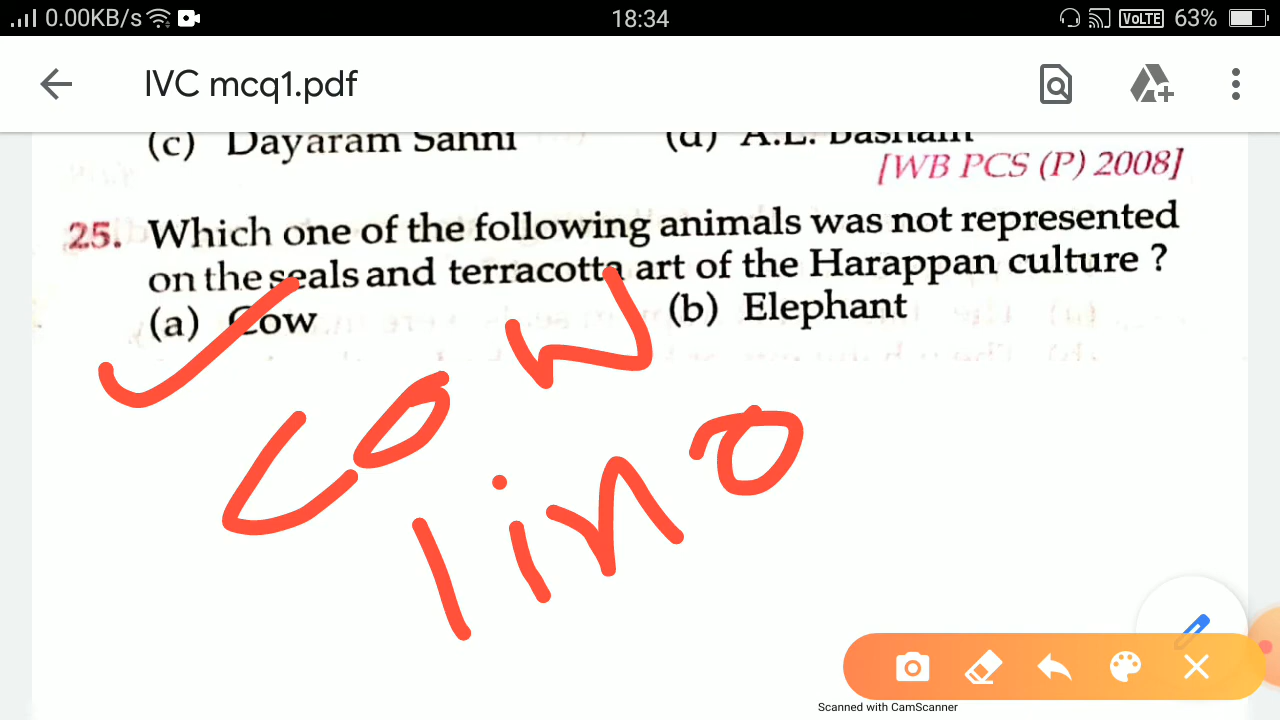 0.00KB/s 18:34 VoLTE 63%
IVC mcq1.pdf
(c) Dayaram Sahni (d) A.L. Basham
[WB PCS (P) 2008]
25. Which one of the following animals was not represented
on the seals and terracotta art of the Harappan culture ?
(a) Cow (b) Elephant
cow
lino
Scanned with CamScanner